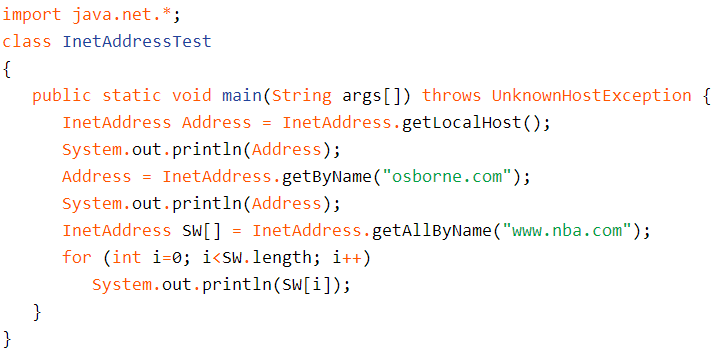 import java.net.*;
class InetAddressTest
{
   public static void main(String args[]) throws UnknownHostException {
      InetAddress Address = InetAddress.getLocalHost();
      System.out.println(Address);
      Address = InetAddress.getByName("osborne.com");
      System.out.println(Address);
      InetAddress SW[] = InetAddress.getAllByName("www.nba.com");
      for (int i=0; i<SW.length; i++)
         System.out.println(SW[i]);
   }
}